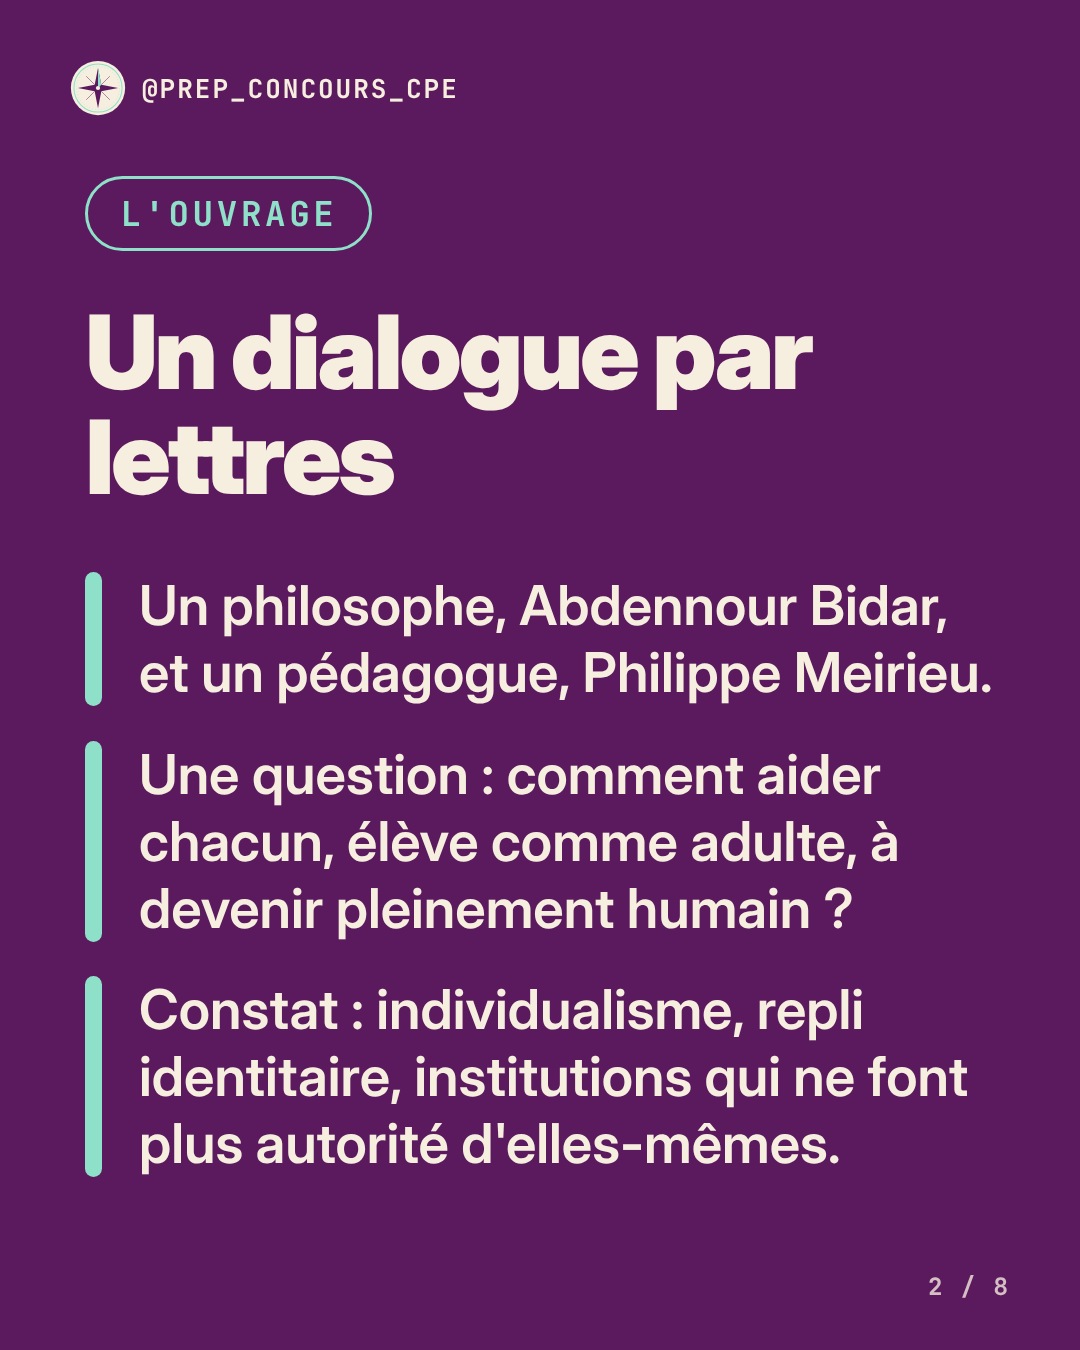 @PREP_CONCOURS_CPE
L'OUVRAGE
Un dialogue par
lettres
Un philosophe, Abdennour Bidar,
et un pédagogue, Philippe Meirieu.
Une question : comment aider
chacun, élève comme adulte, à
devenir pleinement humain ?
Constat : individualisme, repli
identitaire, institutions qui ne font
plus autorité d'elles-mêmes.
2 / 8